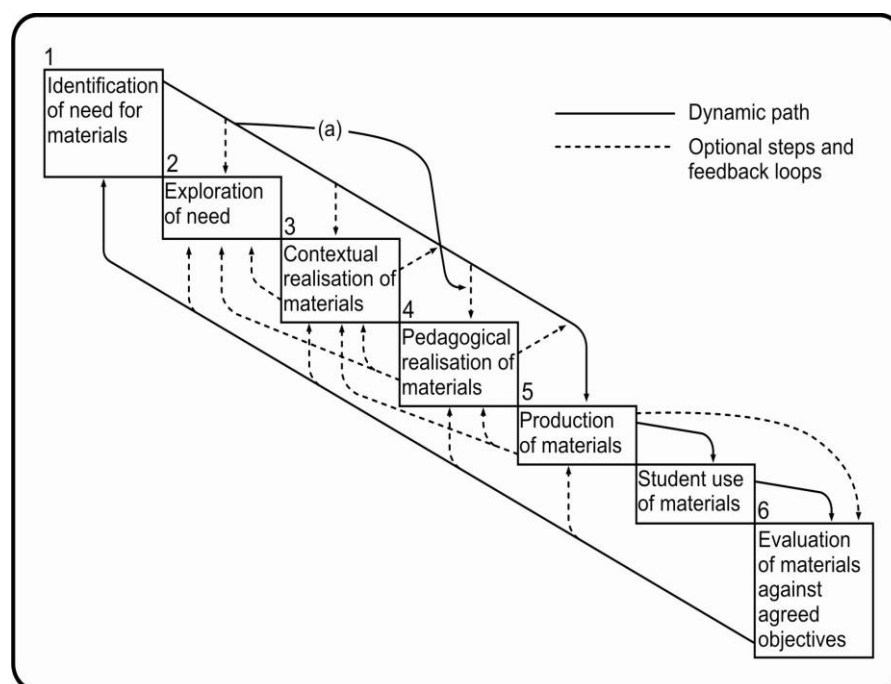 1
Identification
of need for
materials
(a)
Dynamic path
Optional steps and
feedback loops
2
Exploration
of need
3
Contextual
realisation of
materials
4
Pedagogical
realisation of
materials
5
Production
of materials
Student use
of materials
6
Evaluation
of materials
against
agreed
objectives